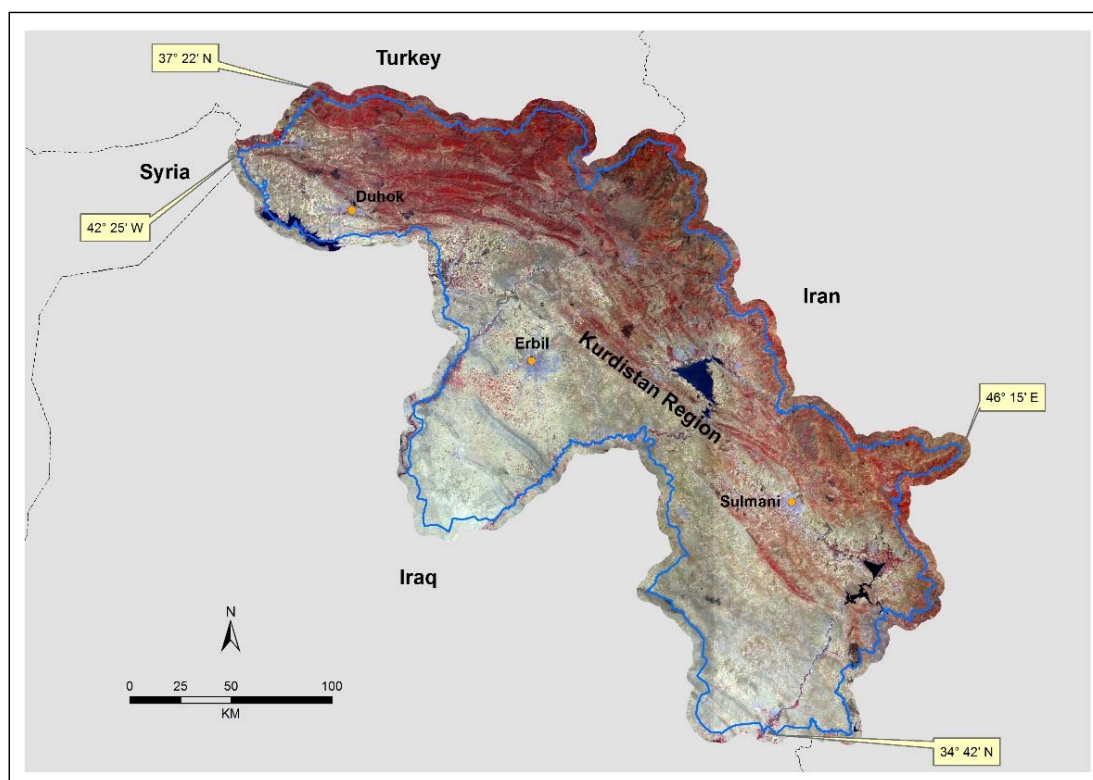 Turkey
37° 22' N
Syria
Duhok
42° 25' W
Iran
Erbil
Kurdistan Region
46° 15' E
Sulmani
Iraq
N
0 25 50 100
KM
34° 42' N